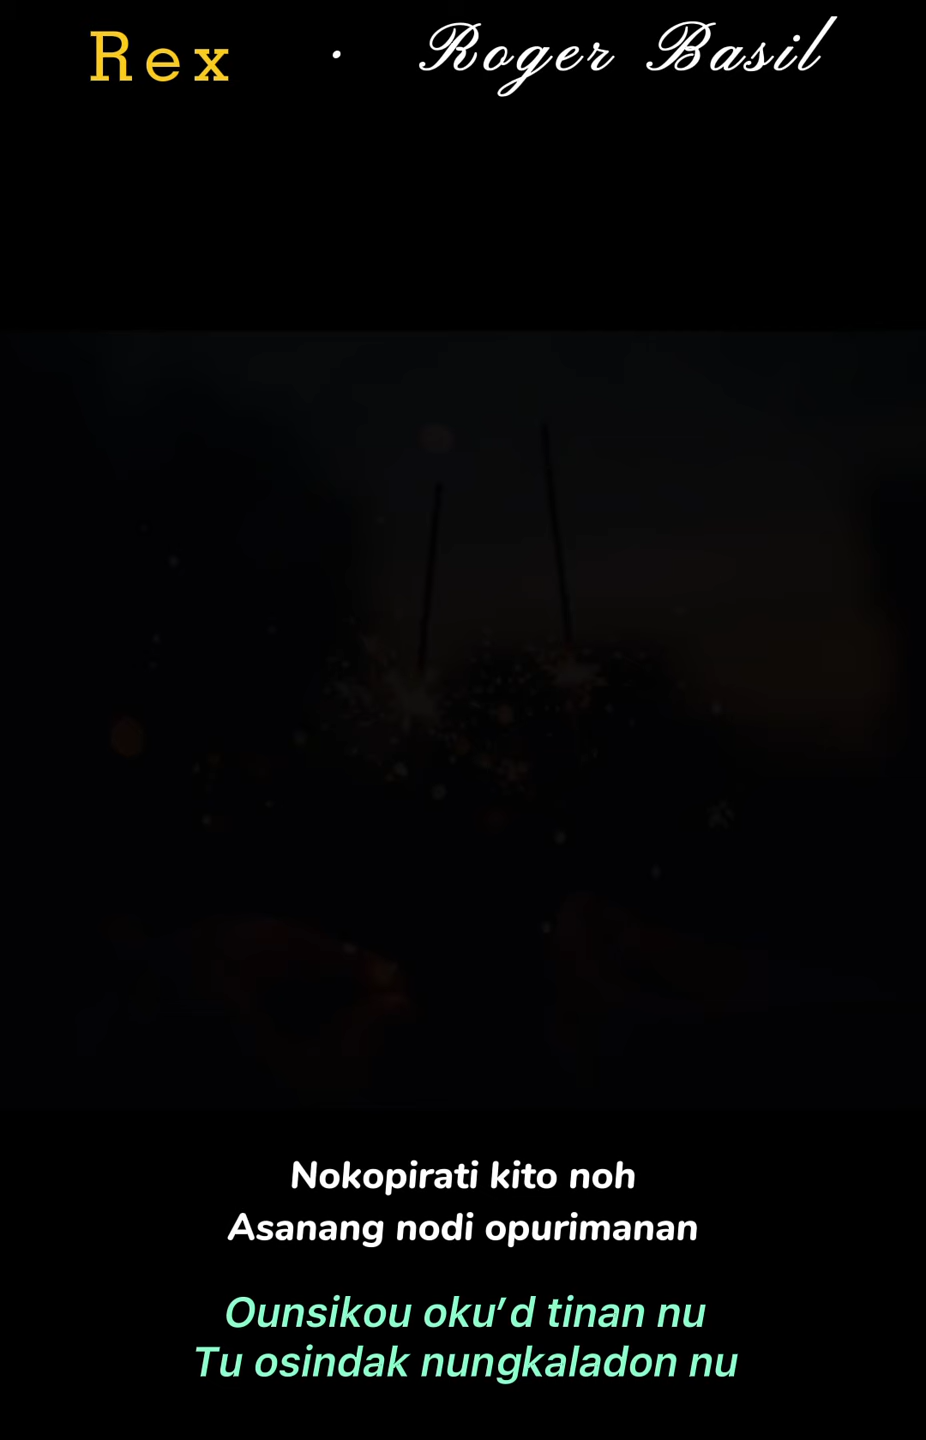 Rex · Roger Basil
Nokopirati kito noh
Asanang nodi opurimanan
Ounsikou oku'd tinan nu
Tu osindak nungkaladon nu